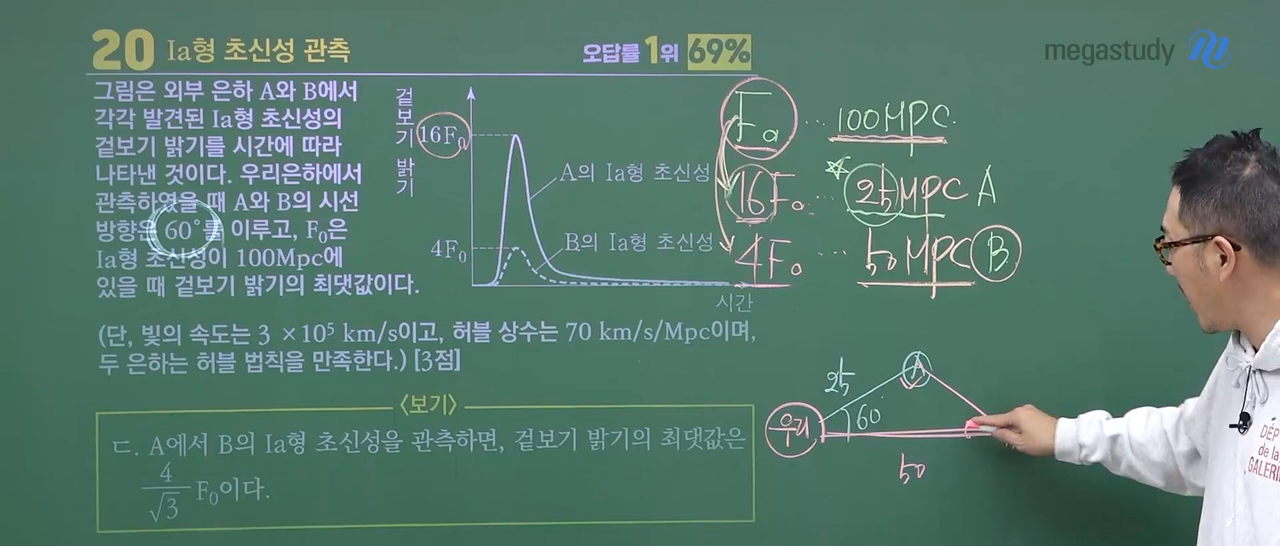 20 Ia형 초신성 관측
오답률 1위 69%
megastudy
그림은 외부 은하 A와 B에서
각각 발견된 Ia형 초신성의
겉보기 밝기를 시간에 따라
나타낸 것이다. 우리은하에서
관측하였을 때 A와 B의 시선
방향은 60°를 이루고, F₀은
Ia형 초신성이 100Mpc에
있을 때 겉보기 밝기의 최댓값이다.
(단, 빛의 속도는 3 ×10⁵ km/s이고, 허블 상수는 70 km/s/Mpc이며,
두 은하는 허블 법칙을 만족한다.) [3점]
겉보기 밝기
16F₀
4F₀
A의 Ia형 초신성
B의 Ia형 초신성
시간
F₀ ... 100MPC
16F₀ ... 25MPC A
4F₀ ... 50MPC B
<보기>
ㄷ. A에서 B의 Ia형 초신성을 관측하면, 겉보기 밝기의 최댓값은
4/√3 F₀이다.
우리
25
A
60
50
DÉP
de la
GALERI